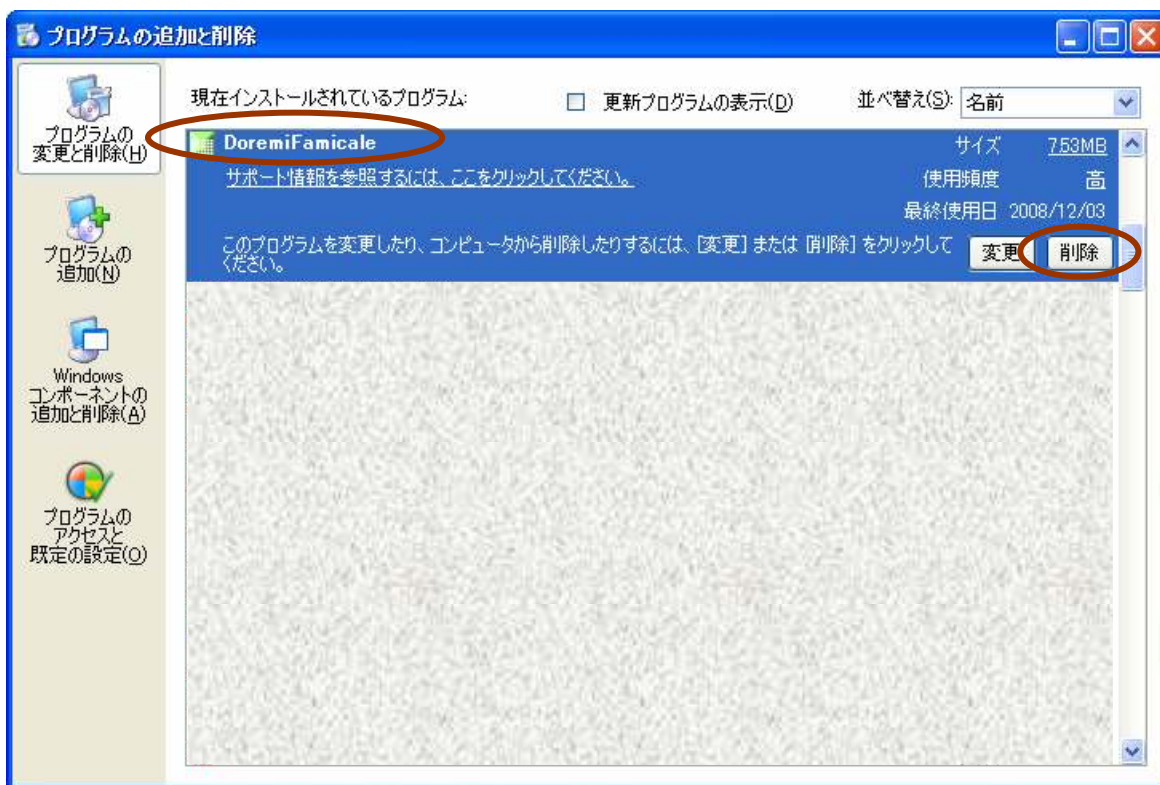 プログラムの追加と削除
プログラムの
変更と削除(H)
プログラムの
追加(N)
Windows
コンポーネントの
追加と削除(A)
プログラムの
アクセスと
既定の設定(O)
現在インストールされているプログラム:
更新プログラムの表示(D)
並べ替え(S):
名前
DoremiFamicale
サイズ 7.53MB
サポート情報を参照するには、ここをクリックしてください。
使用頻度 高
最終使用日 2008/12/03
このプログラムを変更したり、コンピュータから削除したりするには、[変更] または [削除] をクリックして
ください。
変更
削除